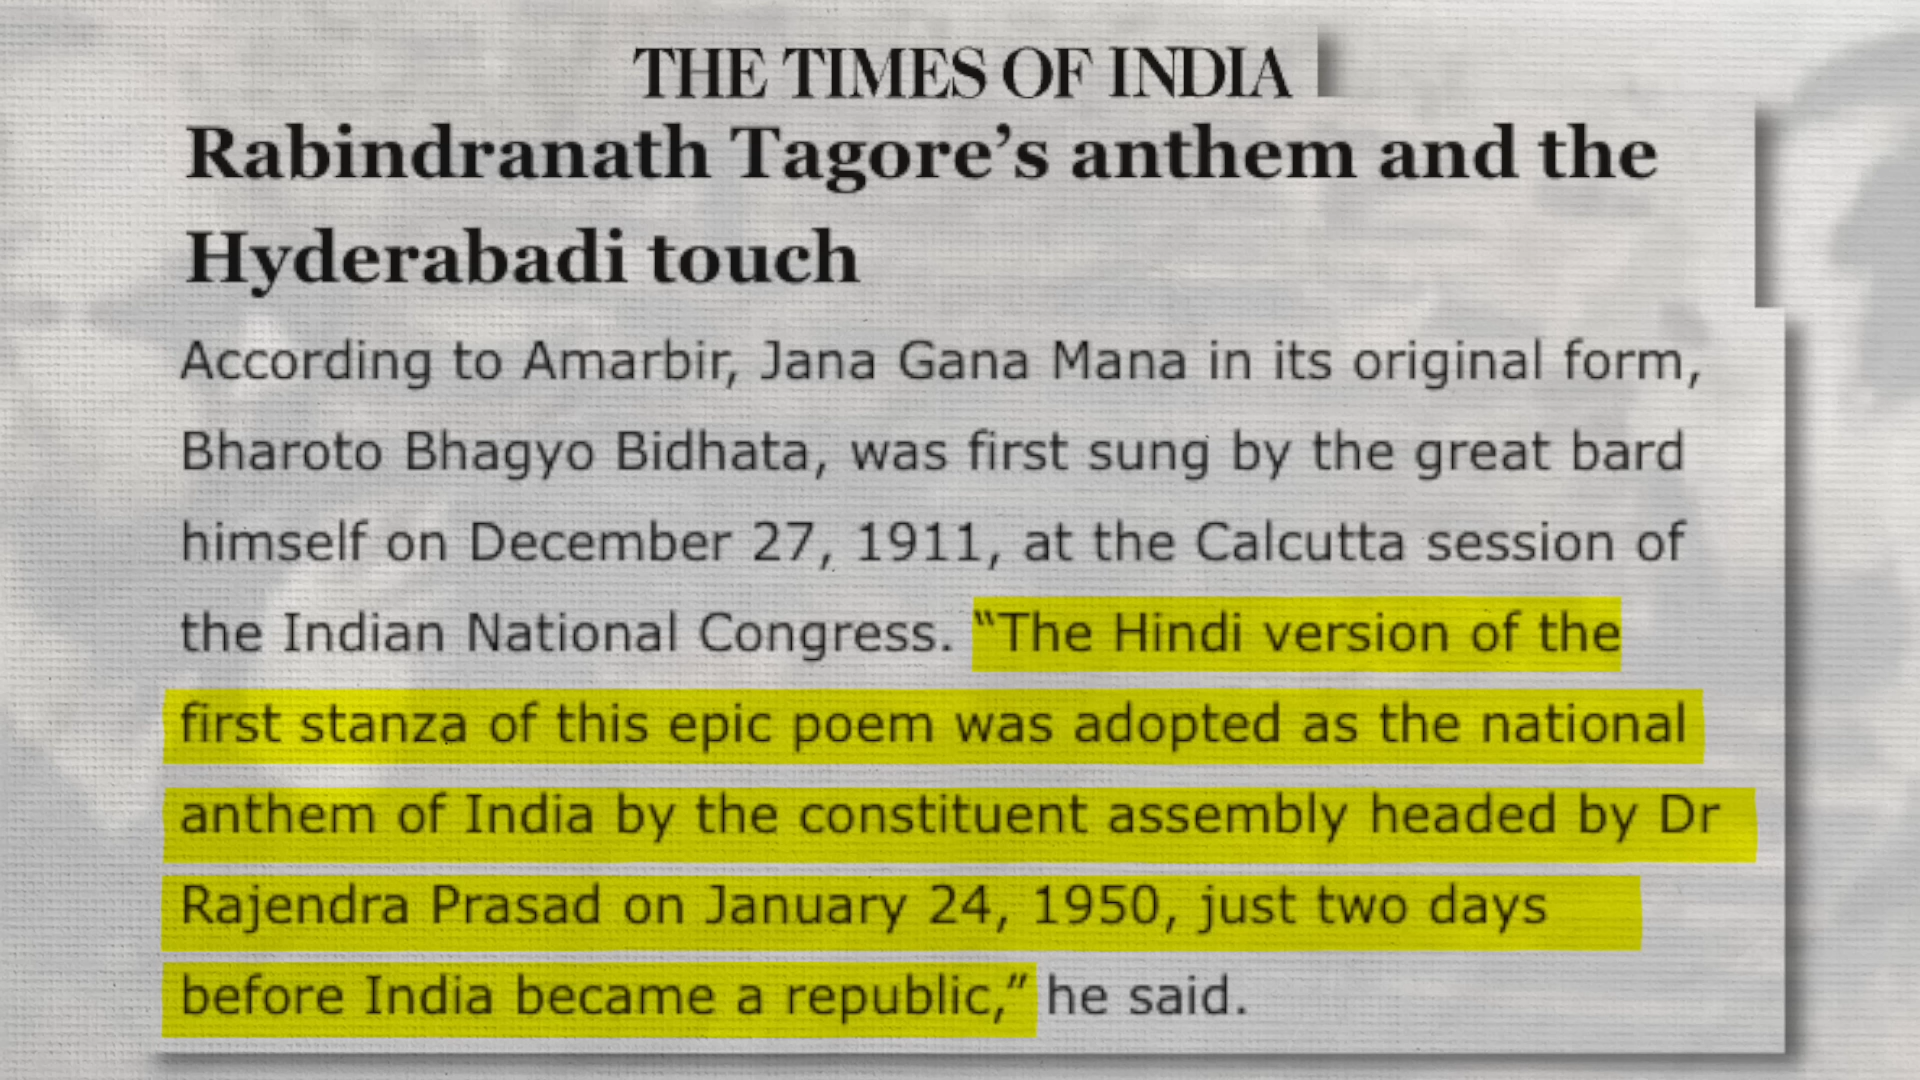 THE TIMES OF INDIA
Rabindranath Tagore’s anthem and the
Hyderabadi touch
According to Amarbir, Jana Gana Mana in its original form,
Bharoto Bhagyo Bidhata, was first sung by the great bard
himself on December 27, 1911, at the Calcutta session of
the Indian National Congress. “The Hindi version of the
first stanza of this epic poem was adopted as the national
anthem of India by the constituent assembly headed by Dr
Rajendra Prasad on January 24, 1950, just two days
before India became a republic,” he said.